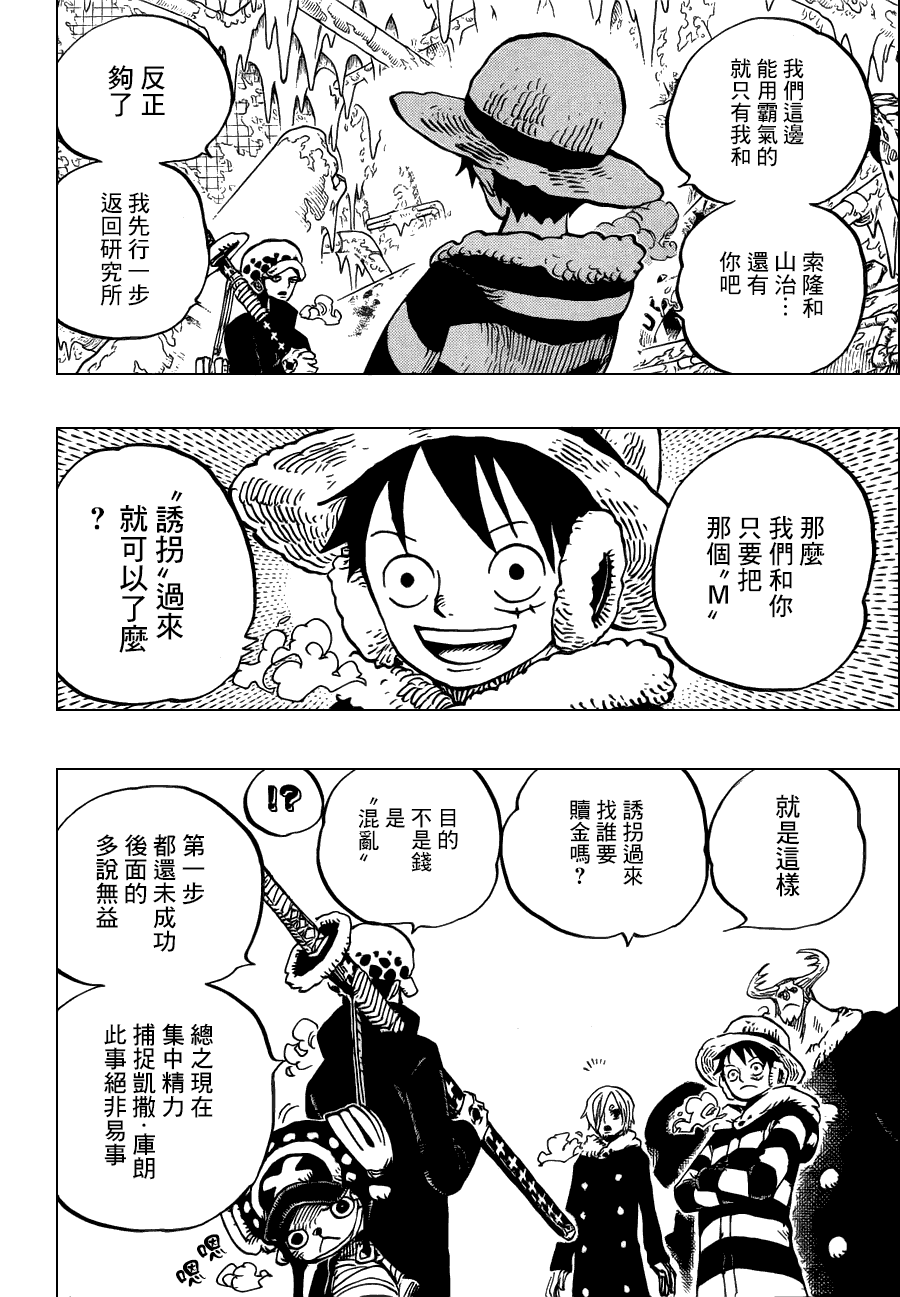 我們這邊
能用霸氣的
就只有我和
索隆和
山治…
還有
你吧
反正
夠了
我先行一步
返回研究所
那麼
我們和你
只要把
那個〝M〞
〝誘拐〞過來
就可以了麼
?
就是這樣
誘拐過來
找誰要
贖金嗎?
目的
不是錢
是
〝混亂〞
!?
第一步
都還未成功
後面的
多說無益
總之現在
集中精力
捕捉凱撒·庫朗
此事絕非易事
嗯嗯